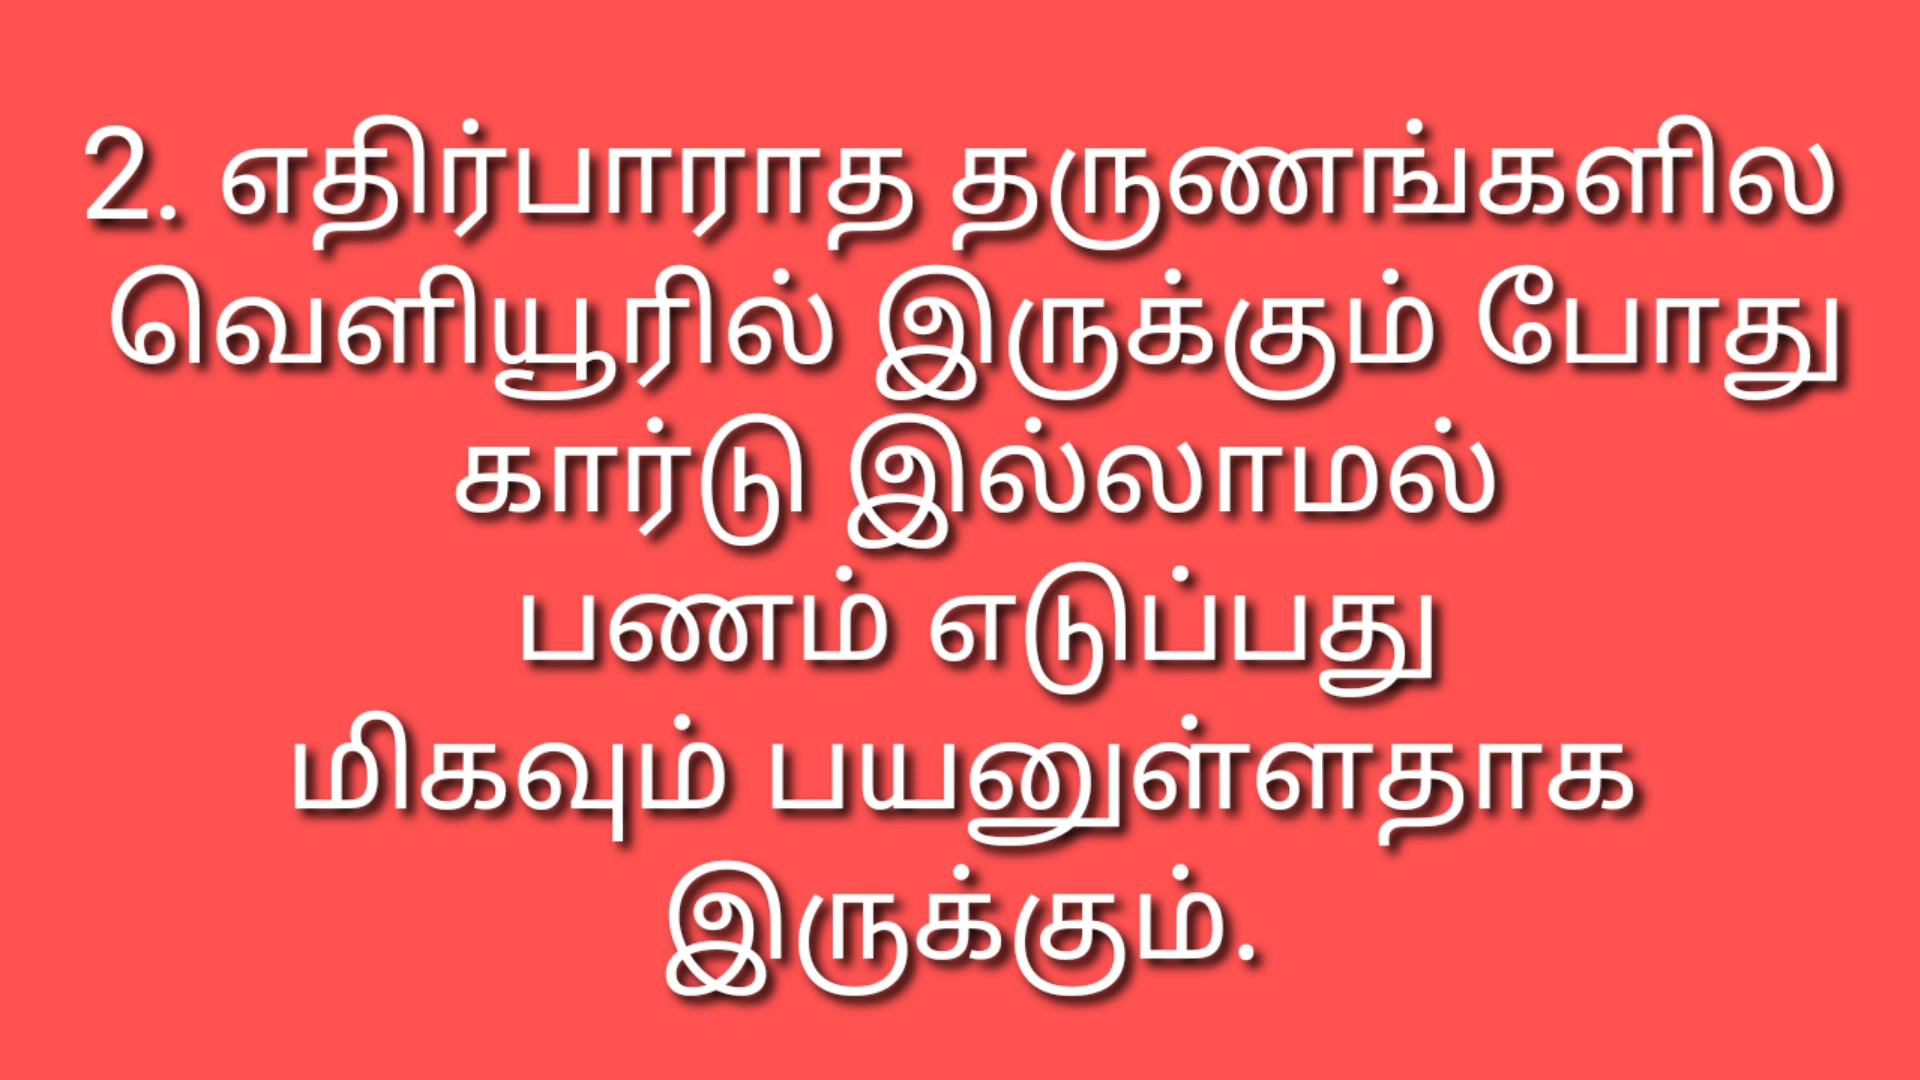 2. எதிர்பாராத தருணங்களில
வெளியூரில் இருக்கும் போது
கார்டு இல்லாமல்
பணம் எடுப்பது
மிகவும் பயனுள்ளதாக
இருக்கும்.